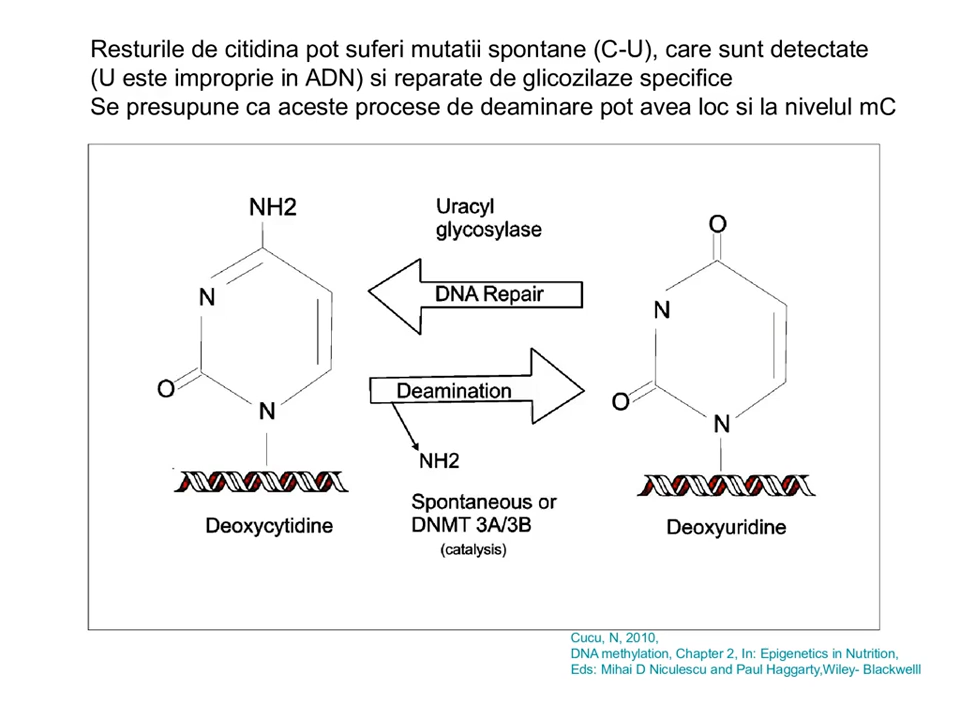 Resturile de citidina pot suferi mutatii spontane (C-U), care sunt detectate
(U este improprie in ADN) si reparate de glicozilaze specifice
Se presupune ca aceste procese de deaminare pot avea loc si la nivelul mC
NH2
Uracyl
glycosylase
O
N
DNA Repair
N
O
Deamination
O
N
N
NH2
Spontaneous or
DNMT 3A/3B
(catalysis)
Deoxycytidine
Deoxyuridine
Cucu, N, 2010,
DNA methylation, Chapter 2, In: Epigenetics in Nutrition,
Eds: Mihai D Niculescu and Paul Haggarty,Wiley- Blackwelll